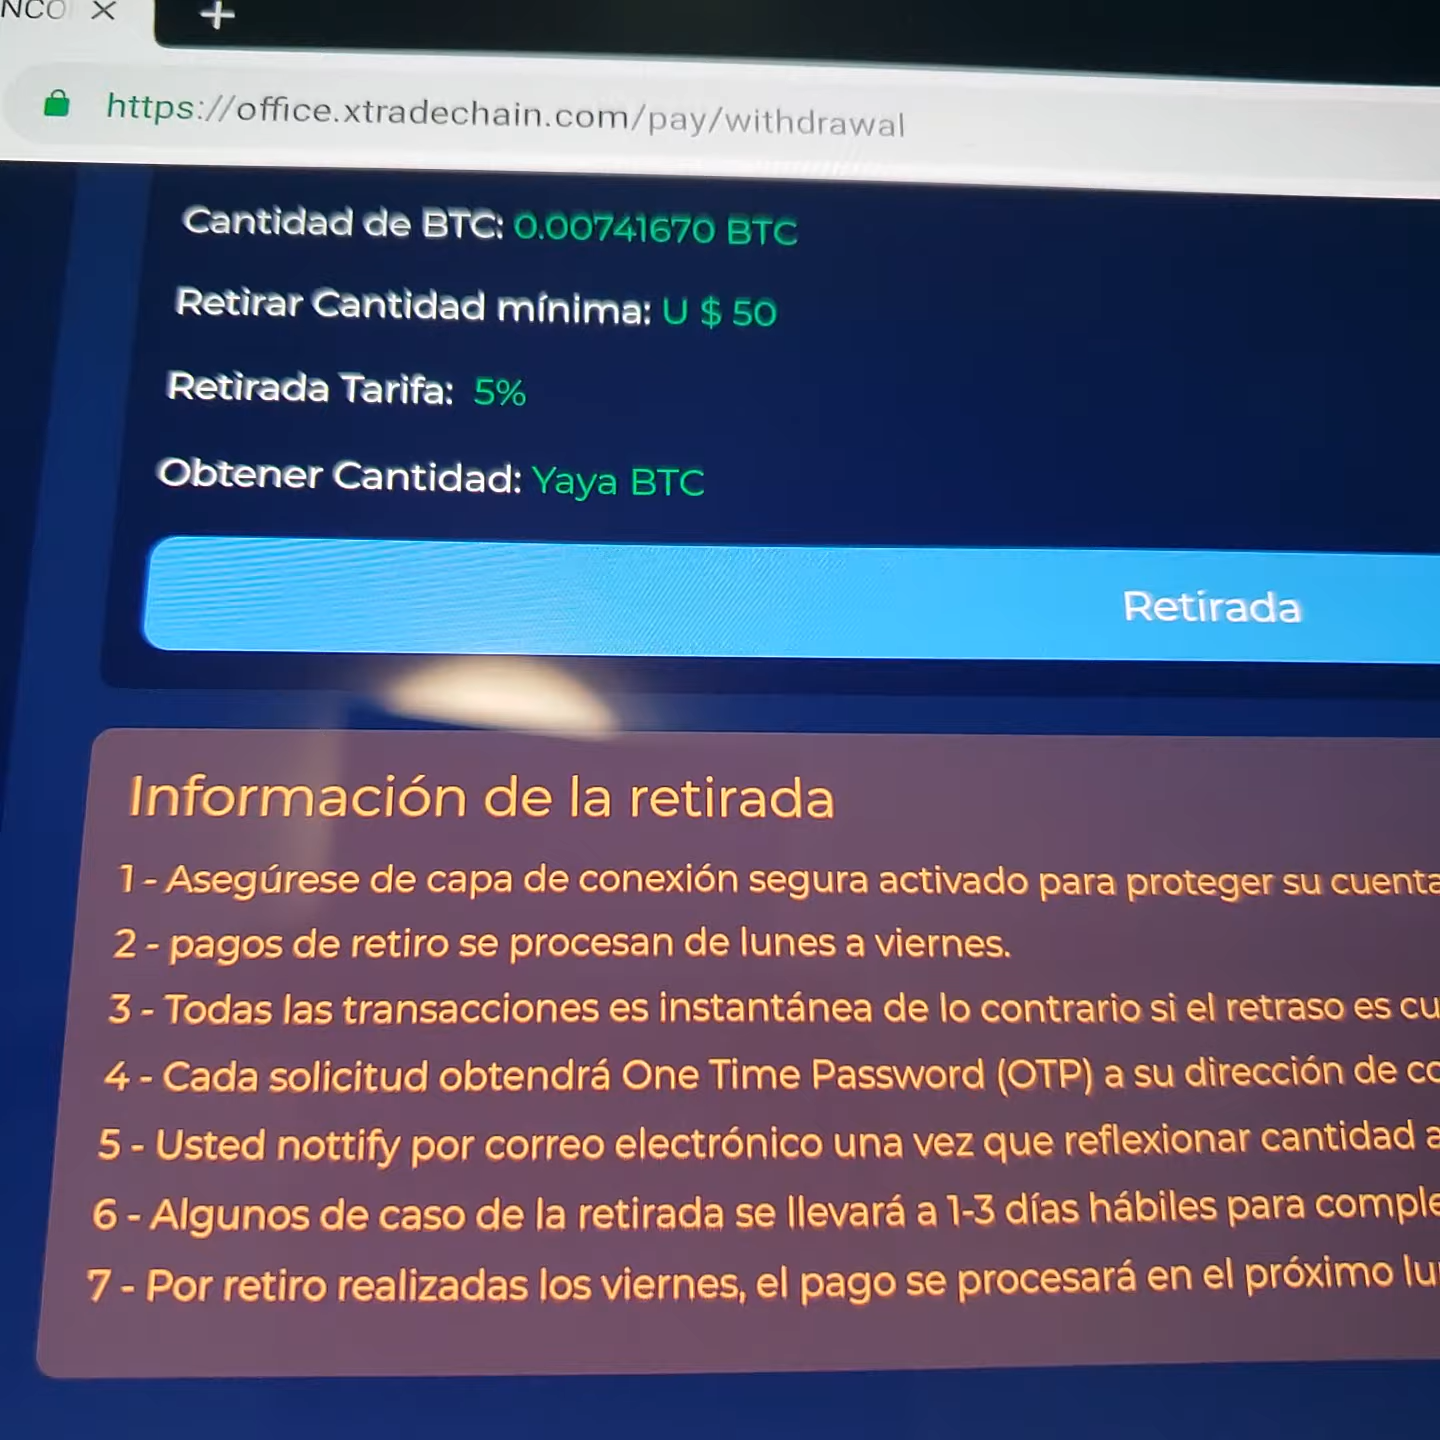 NCO
https://office.xtradechain.com/pay/withdrawal
Cantidad de BTC: 0.00741670 BTC
Retirar Cantidad mínima: U $ 50
Retirada Tarifa: 5%
Obtener Cantidad: Yaya BTC
Retirada
Información de la retirada
1 - Asegúrese de capa de conexión segura activado para proteger su cuenta
2 - pagos de retiro se procesan de lunes a viernes.
3 - Todas las transacciones es instantánea de lo contrario si el retraso es cu
4 - Cada solicitud obtendrá One Time Password (OTP) a su dirección de co
5 - Usted nottify por correo electrónico una vez que reflexionar cantidad a
6 - Algunos de caso de la retirada se llevará a 1-3 días hábiles para comple
7 - Por retiro realizadas los viernes, el pago se procesará en el próximo lu